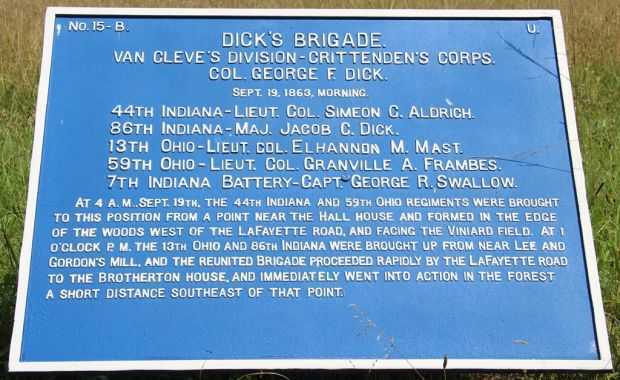 No. 15-B. U.
DICK'S BRIGADE.
VAN CLEVE'S DIVISION-CRITTENDEN'S CORPS.
COL. GEORGE F. DICK.
SEPT. 19, 1863, MORNING.
44TH INDIANA-LIEUT. COL. SIMEON C. ALDRICH.
86TH INDIANA-MAJ. JACOB C. DICK.
13TH OHIO-LIEUT. COL. ELHANNON M. MAST.
59TH OHIO-LIEUT. COL. GRANVILLE A. FRAMBES.
7TH INDIANA BATTERY-CAPT. GEORGE R. SWALLOW.
AT 4 A.M., SEPT. 19TH, THE 44TH INDIANA AND 59TH OHIO REGIMENTS WERE BROUGHT
TO THIS POSITION FROM A POINT NEAR THE HALL HOUSE AND FORMED IN THE EDGE
OF THE WOODS WEST OF THE LAFAYETTE ROAD, AND FACING THE VINIARD FIELD. AT 1
O'CLOCK P. M. THE 13TH OHIO AND 86TH INDIANA WERE BROUGHT UP FROM NEAR LEE AND
GORDON'S MILL, AND THE REUNITED BRIGADE PROCEEDED RAPIDLY BY THE LAFAYETTE ROAD
TO THE BROTHERTON HOUSE, AND IMMEDIATELY WENT INTO ACTION IN THE FOREST
A SHORT DISTANCE SOUTHEAST OF THAT POINT.